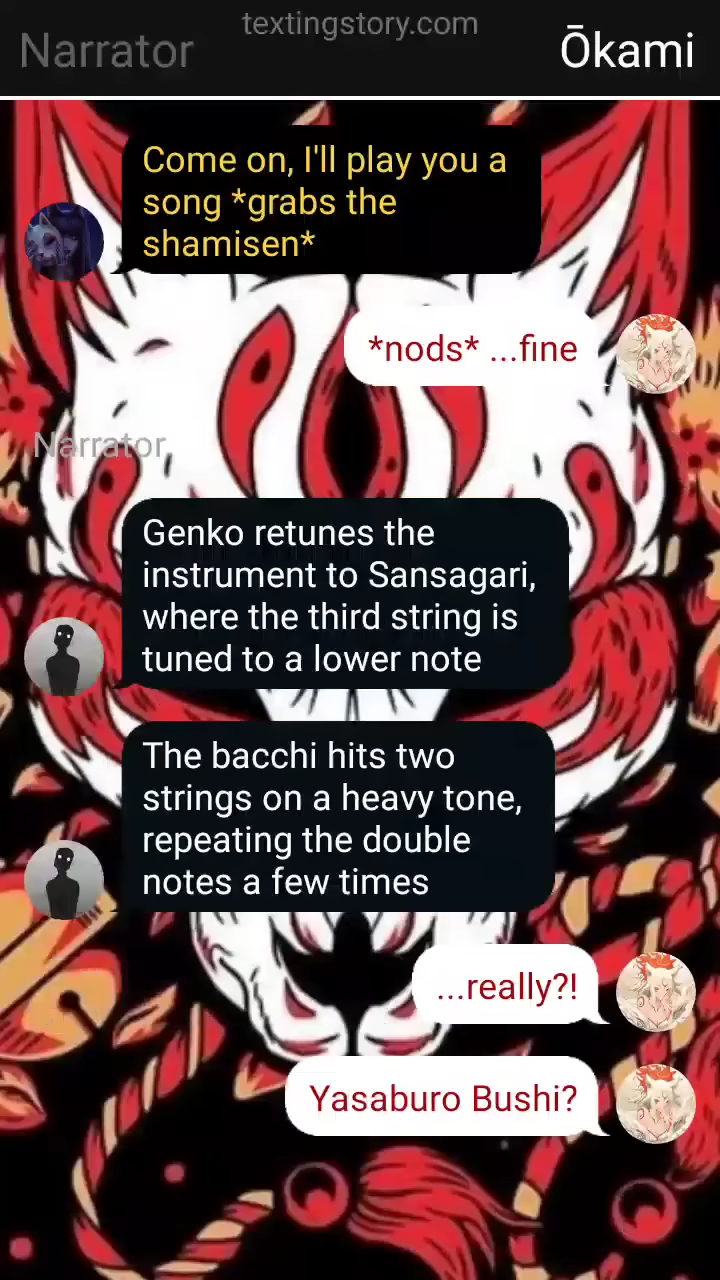 textingstory.com
Narrator
Ōkami
Come on, I'll play you a
song *grabs the
shamisen*
*nods* ...fine
Narrator
Genko retunes the
instrument to Sansagari,
where the third string is
tuned to a lower note
The bacchi hits two
strings on a heavy tone,
repeating the double
notes a few times
...really?!
Yasaburo Bushi?